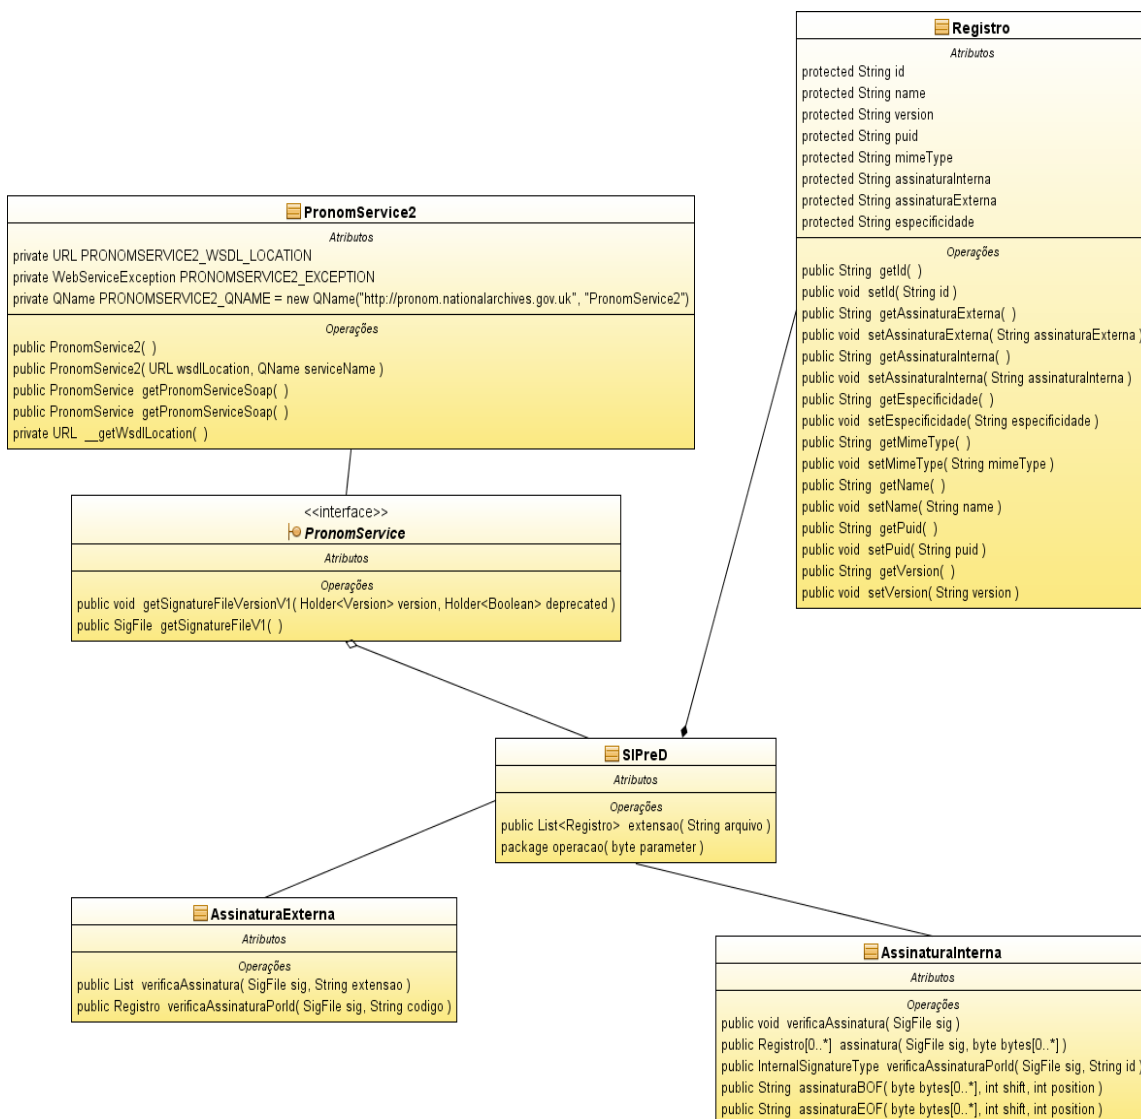 Registro
Atributos
protected String id
protected String name
protected String version
protected String puid
protected String mimeType
protected String assinaturaInterna
protected String assinaturaExterna
protected String especificidade
Operações
public String getId( )
public void setId( String id )
public String getAssinaturaExterna( )
public void setAssinaturaExterna( String assinaturaExterna )
public String getAssinaturaInterna( )
public void setAssinaturaInterna( String assinaturaInterna )
public String getEspecificidade( )
public void setEspecificidade( String especificidade )
public String getMimeType( )
public void setMimeType( String mimeType )
public String getName( )
public void setName( String name )
public String getPuid( )
public void setPuid( String puid )
public String getVersion( )
public void setVersion( String version )
PronomService2
Atributos
private URL PRONOMSERVICE2_WSDL_LOCATION
private WebServiceException PRONOMSERVICE2_EXCEPTION
private QName PRONOMSERVICE2_QNAME = new QName("http://pronom.nationalarchives.gov.uk", "PronomService2")
Operações
public PronomService2( )
public PronomService2( URL wsdlLocation, QName serviceName )
public PronomService getPronomServiceSoap( )
public PronomService getPronomServiceSoap( )
private URL __getWsdlLocation( )
<<interface>>
PronomService
Atributos
Operações
public void getSignatureFileVersionV1( Holder<Version> version, Holder<Boolean> deprecated )
public SigFile getSignatureFileV1( )
SIPreD
Atributos
Operações
public List<Registro> extensao( String arquivo )
package operacao( byte parameter )
AssinaturaExterna
Atributos
Operações
public List verificaAssinatura( SigFile sig, String extensao )
public Registro verificaAssinaturaPorId( SigFile sig, String codigo )
AssinaturaInterna
Atributos
Operações
public void verificaAssinatura( SigFile sig )
public Registro[0..*] assinatura( SigFile sig, byte bytes[0..*] )
public InternalSignatureType verificaAssinaturaPorId( SigFile sig, String id )
public String assinaturaBOF( byte bytes[0..*], int shift, int position )
public String assinaturaEOF( byte bytes[0..*], int shift, int position )